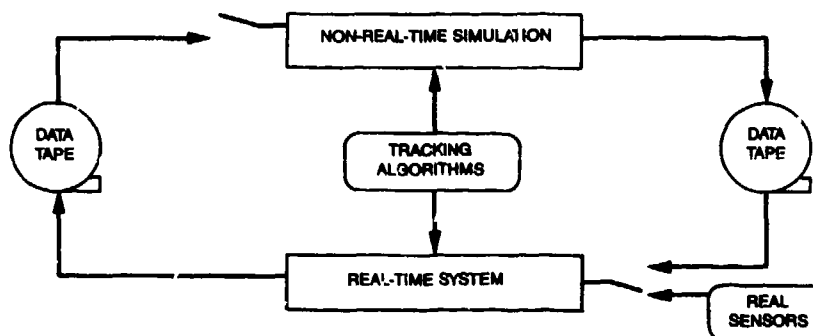 NON-REAL-TIME SIMULATION
DATA
TAPE
DATA
TAPE
TRACKING
ALGORITHMS
REAL-TIME SYSTEM
REAL
SENSORS